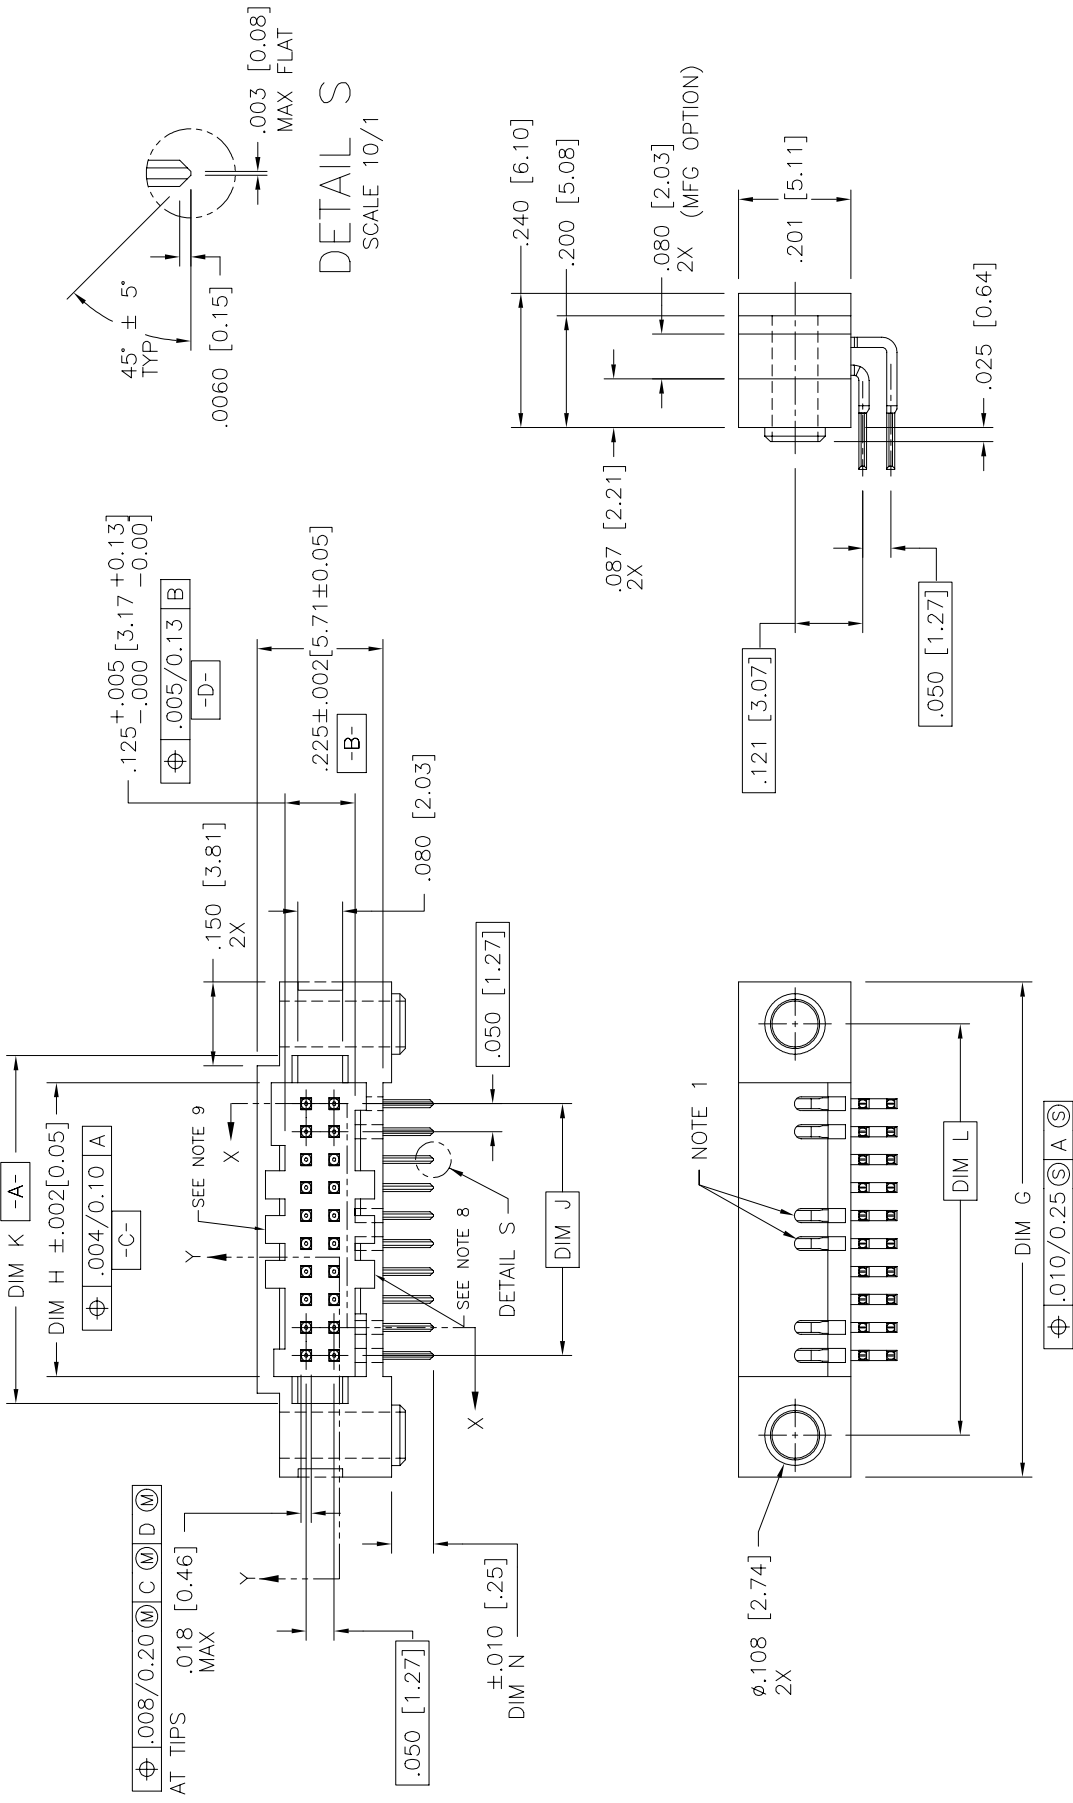 ⌖ .008/0.20 Ⓜ C Ⓜ D Ⓜ
AT TIPS
.018 [0.46]
MAX
DIM K
-A-
DIM H ±.002[0.05]
⌖ .004/0.10 A
-C-
SEE NOTE 9
.150 [3.81]
2X
.125 +.005 -.000 [3.17 +0.13 -0.00]
⌖ .005/0.13 B
-D-
.225±.002[5.71±0.05]
-B-
.080 [2.03]
.050 [1.27]
X
Y
Y
X
SEE NOTE 8
DETAIL S
DIM J
.050 [1.27]
±.010 [.25]
DIM N
45° ± 5°
TYP
.0060 [0.15]
.003 [0.08]
MAX FLAT
DETAIL S
SCALE 10/1
ø.108 [2.74]
2X
NOTE 1
DIM L
DIM G
⌖ .010/0.25 Ⓢ A Ⓢ
.240 [6.10]
.200 [5.08]
.080 [2.03]
2X (MFG OPTION)
.087 [2.21]
2X
.201 [5.11]
.025 [0.64]
.121 [3.07]
.050 [1.27]